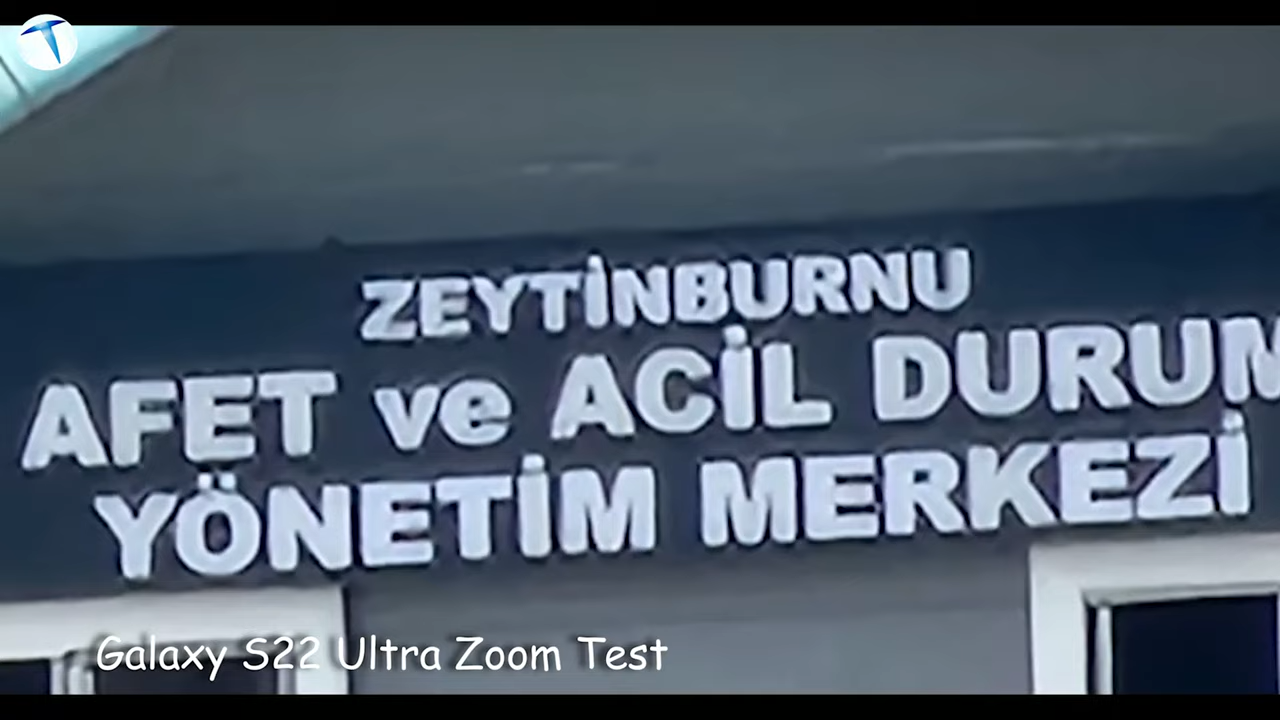 ZEYTİNBURNU
AFET ve ACİL DURUM
YÖNETİM MERKEZİ
Galaxy S22 Ultra Zoom Test